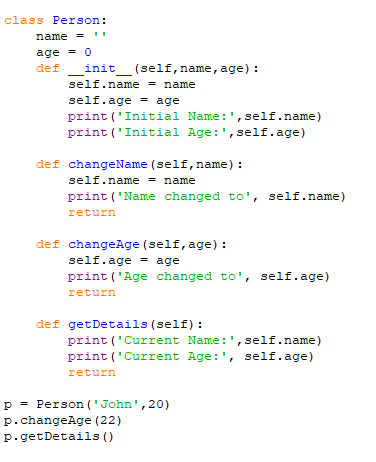 class Person:
    name = ''
    age = 0
    def __init__(self,name,age):
        self.name = name
        self.age = age
        print('Initial Name:',self.name)
        print('Initial Age:',self.age)

    def changeName(self,name):
        self.name = name
        print('Name changed to', self.name)
        return

    def changeAge(self,age):
        self.age = age
        print('Age changed to', self.age)
        return

    def getDetails(self):
        print('Current Name:',self.name)
        print('Current Age:', self.age)
        return

p = Person('John',20)
p.changeAge(22)
p.getDetails()